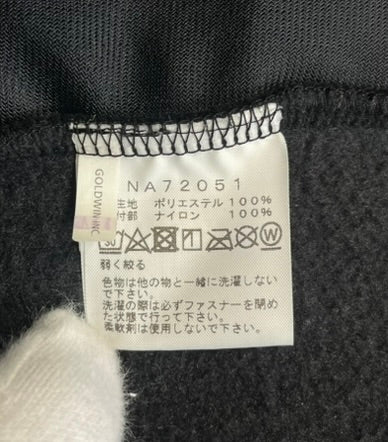 GOLDWIN INC
NA72051
生地 ポリエステル 100%
付部 ナイロン 100%
30
W
弱く絞る
色物は他の物と一緒に洗濯しない
で下さい。
洗濯の際は必ずファスナーを閉め
た状態で行って下さい。
柔軟剤は使用しないで下さい。